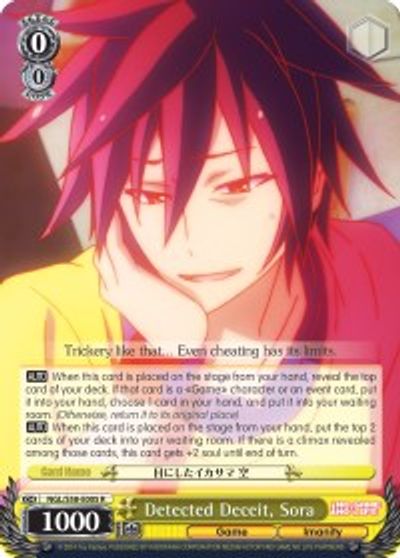 0
0
Trickery like that... Even cheating has its limits.
AUTO When this card is placed on the stage from your hand, reveal the top
card of your deck. If that card is a «Game» character or an event card, put
it into your hand, choose 1 card in your hand, and put it into your waiting
room. (Otherwise, return it to its original place)
AUTO When this card is placed on the stage from your hand, put the top 2
cards of your deck into your waiting room. If there is a climax revealed
among those cards, this card gets +2 soul until end of turn.
Card Name 目にしたイカサマ 空
1000
Detected Deceit, Sora
Game Imanity